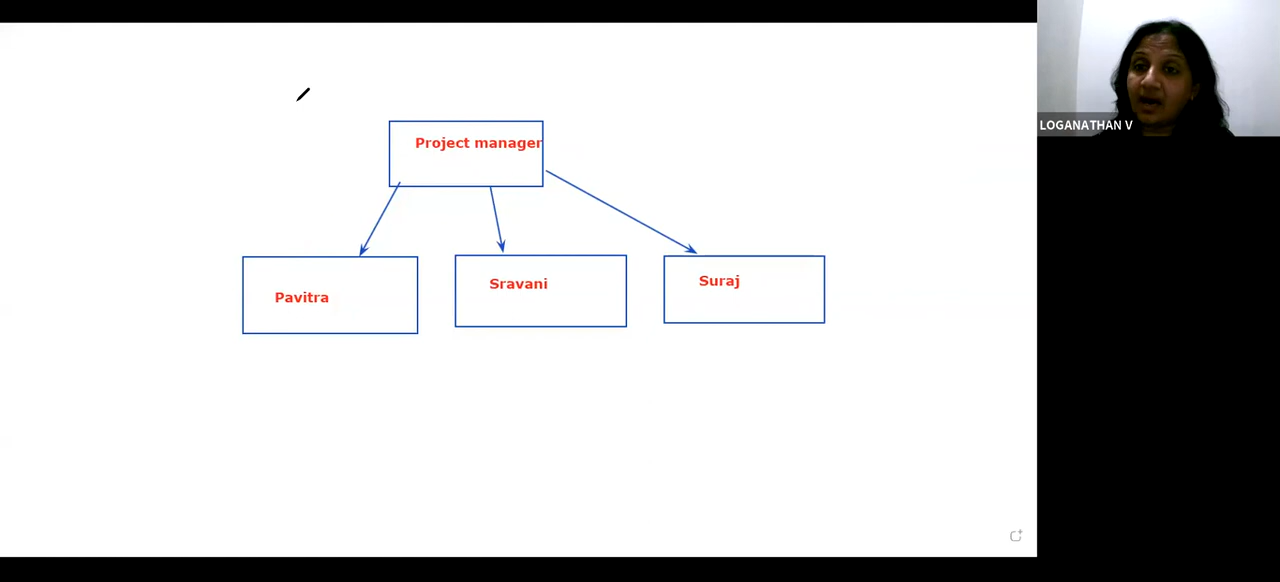 Project manager
LOGANATHAN V
Pavitra
Sravani
Suraj